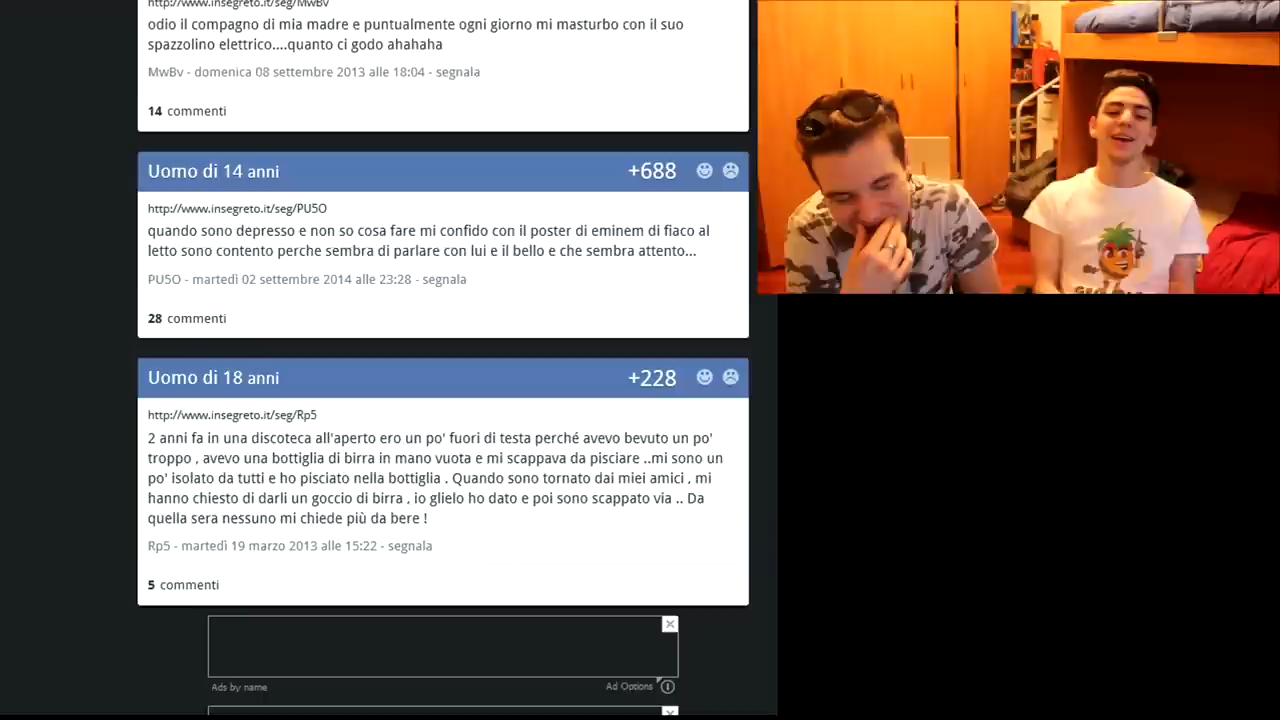 http://www.insegreto.it/seg/MwBv
odio il compagno di mia madre e puntualmente ogni giorno mi masturbo con il suo
spazzolino elettrico....quanto ci godo ahahaha
MwBv - domenica 08 settembre 2013 alle 18:04 - segnala
14 commenti
Uomo di 14 anni
+688
http://www.insegreto.it/seg/PU5O
quando sono depresso e non so cosa fare mi confido con il poster di eminem di fiaco al
letto sono contento perche sembra di parlare con lui e il bello e che sembra attento...
PU5O - martedì 02 settembre 2014 alle 23:28 - segnala
28 commenti
Uomo di 18 anni
+228
http://www.insegreto.it/seg/Rp5
2 anni fa in una discoteca all'aperto ero un po' fuori di testa perché avevo bevuto un po'
troppo , avevo una bottiglia di birra in mano vuota e mi scappava da pisciare ..mi sono un
po' isolato da tutti e ho pisciato nella bottiglia . Quando sono tornato dai miei amici , mi
hanno chiesto di darli un goccio di birra , io glielo ho dato e poi sono scappato via .. Da
quella sera nessuno mi chiede più da bere !
Rp5 - martedì 19 marzo 2013 alle 15:22 - segnala
5 commenti
Ads by name
Ad Options